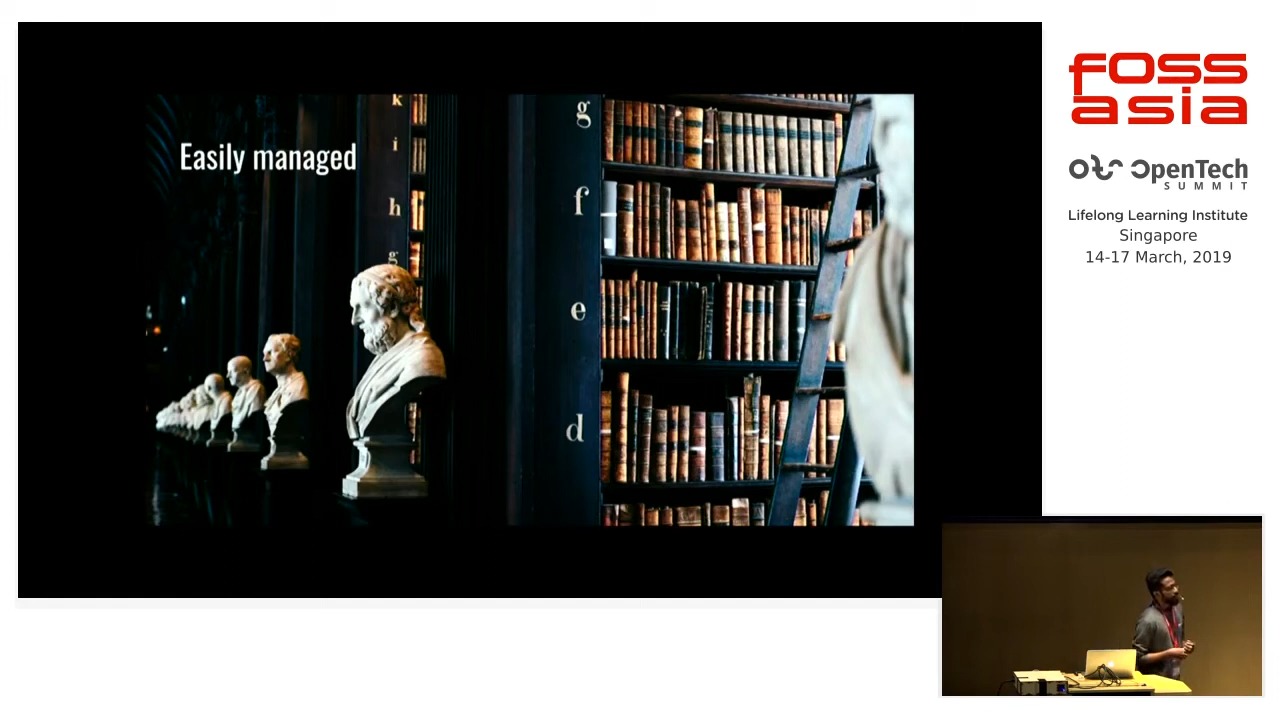 Easily managed
k
i
h
g
g
f
e
d
fOSS
asia
OpenTech
SUMMIT
Lifelong Learning Institute
Singapore
14-17 March, 2019